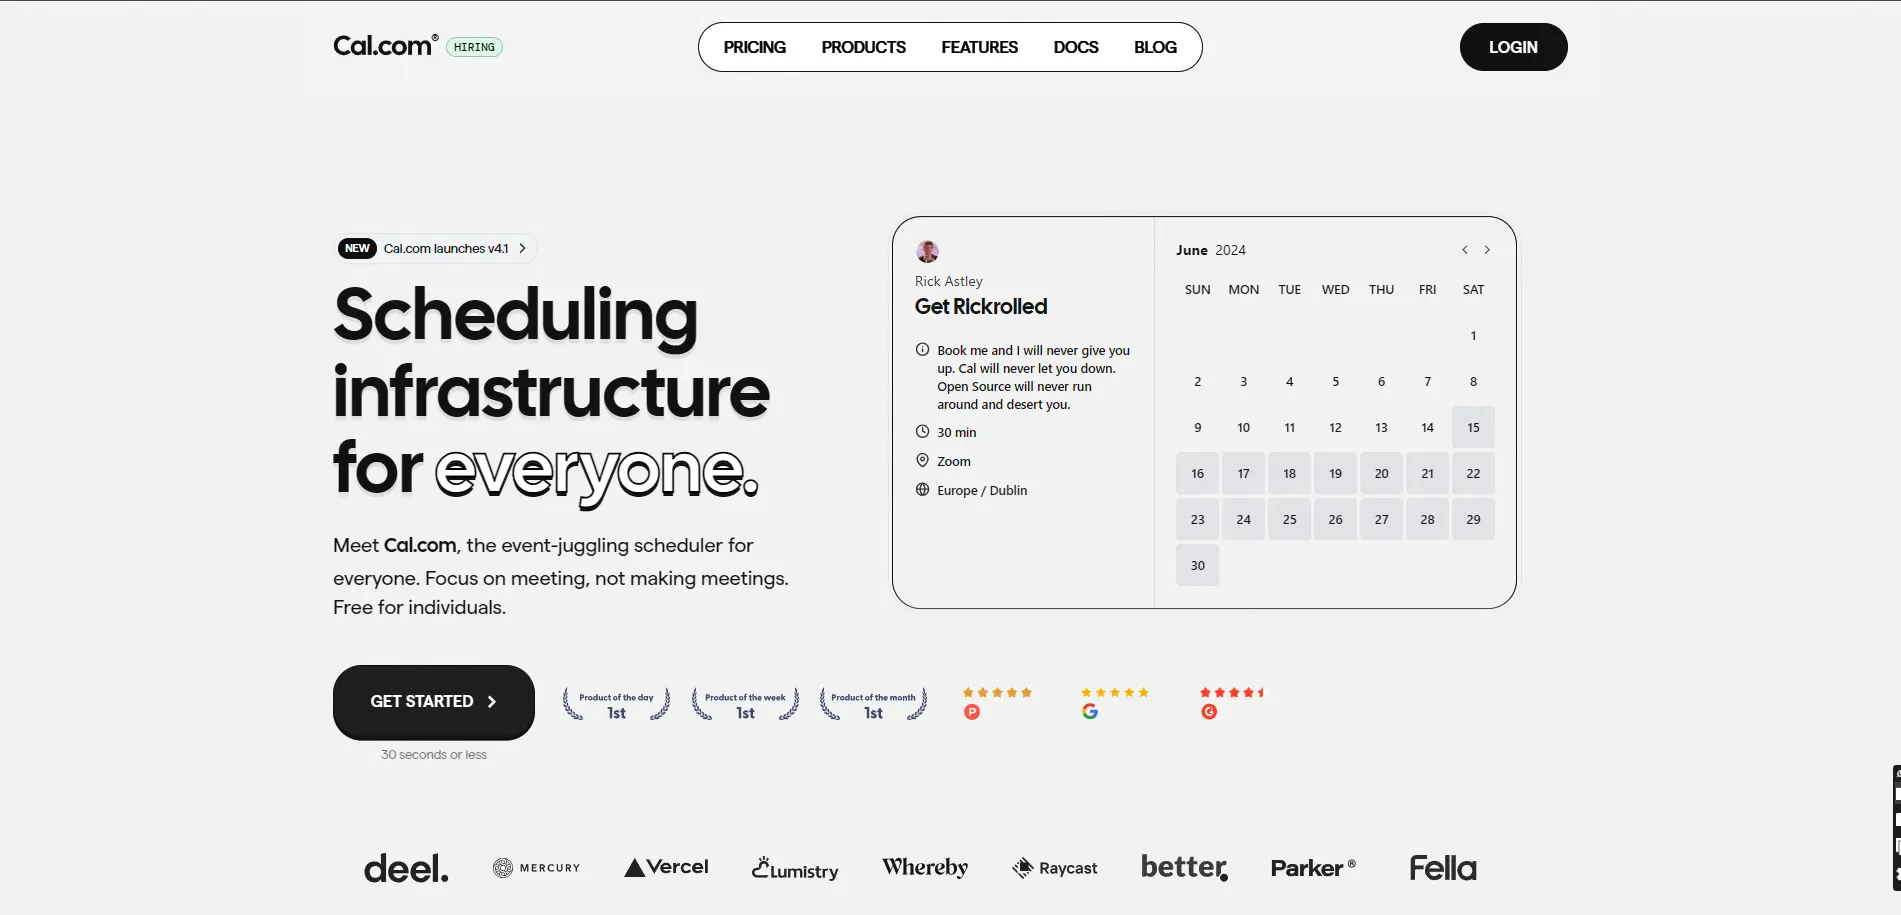 Cal.com®
HIRING
PRICING
PRODUCTS
FEATURES
DOCS
BLOG
LOGIN
NEW Cal.com launches v4.1
Scheduling
infrastructure
for everyone.
Meet Cal.com, the event-juggling scheduler for
everyone. Focus on meeting, not making meetings.
Free for individuals.
GET STARTED
30 seconds or less
Rick Astley
Get Rickrolled
Book me and I will never give you
up. Cal will never let you down.
Open Source will never run
around and desert you.
30 min
Zoom
Europe / Dublin
June 2024
SUN MON TUE WED THU FRI SAT
1
2 3 4 5 6 7 8
9 10 11 12 13 14 15
16 17 18 19 20 21 22
23 24 25 26 27 28 29
30
Product of the day
1st
Product of the week
1st
Product of the month
1st
P
G
G
deel.
MERCURY
Vercel
Lumistry
Whereby
Raycast
better.
Parker®
Fella